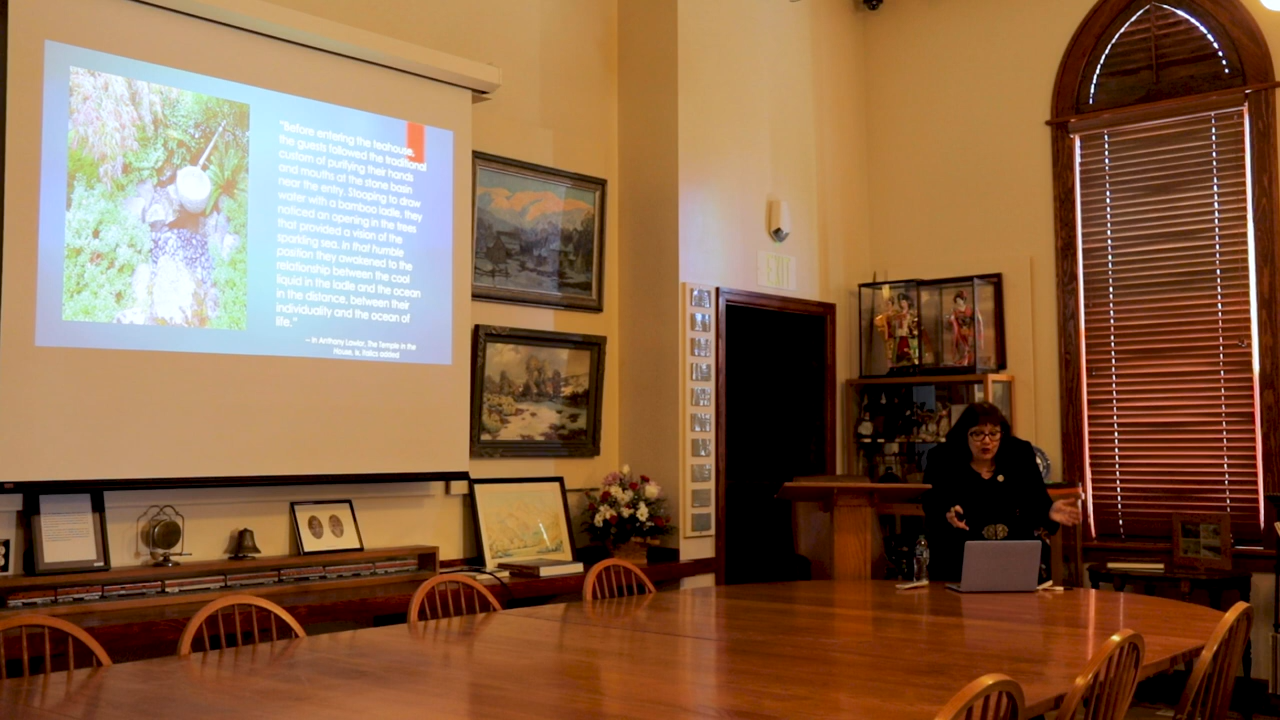 "Before entering the teahouse,
the guests followed the traditional
custom of purifying their hands
and mouths at the stone basin
near the entry. Stooping to draw
water with a bamboo ladle, they
noticed an opening in the trees
that provided a vision of the
sparkling sea. In that humble
position they awakened to the
relationship between the cool
liquid in the ladle and the ocean
in the distance, between their
individuality and the ocean of
life."
-- in Anthony Lawlor, The Temple in the
House, ix, italics added
EXIT